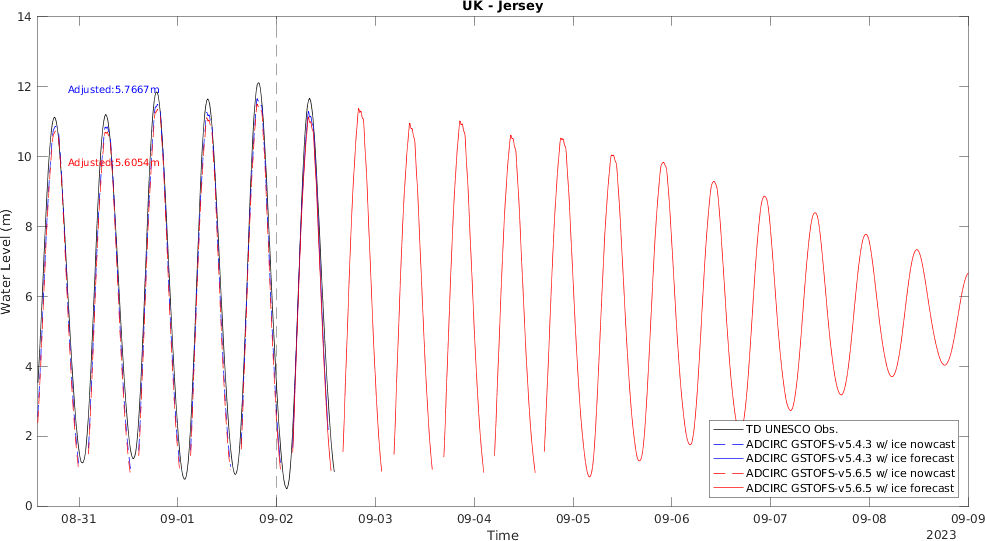 UK - Jersey
14
12
10
8
6
4
2
0
Water Level (m)
Adjusted:5.7667m
Adjusted:5.6054m
TD UNESCO Obs.
ADCIRC GSTOFS-v5.4.3 w/ ice nowcast
ADCIRC GSTOFS-v5.4.3 w/ ice forecast
ADCIRC GSTOFS-v5.6.5 w/ ice nowcast
ADCIRC GSTOFS-v5.6.5 w/ ice forecast
08-31 09-01 09-02 09-03 09-04 09-05 09-06 09-07 09-08 09-09
Time
2023